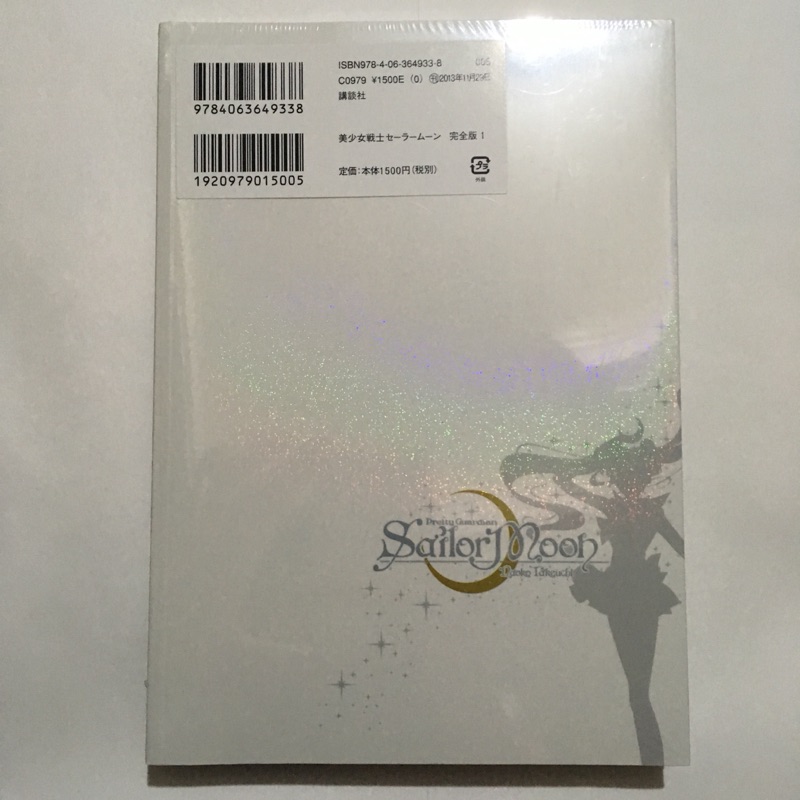 ISBN978-4-06-364933-8
C0979 ¥1500E (0) ㊕2013年11月29日
講談社
9784063649338
美少女戦士セーラームーン 完全版 1
定価:本体1500円(税別)
1920979015005
Pretty Guardian
Sailor Moon
Naoko Takeuchi